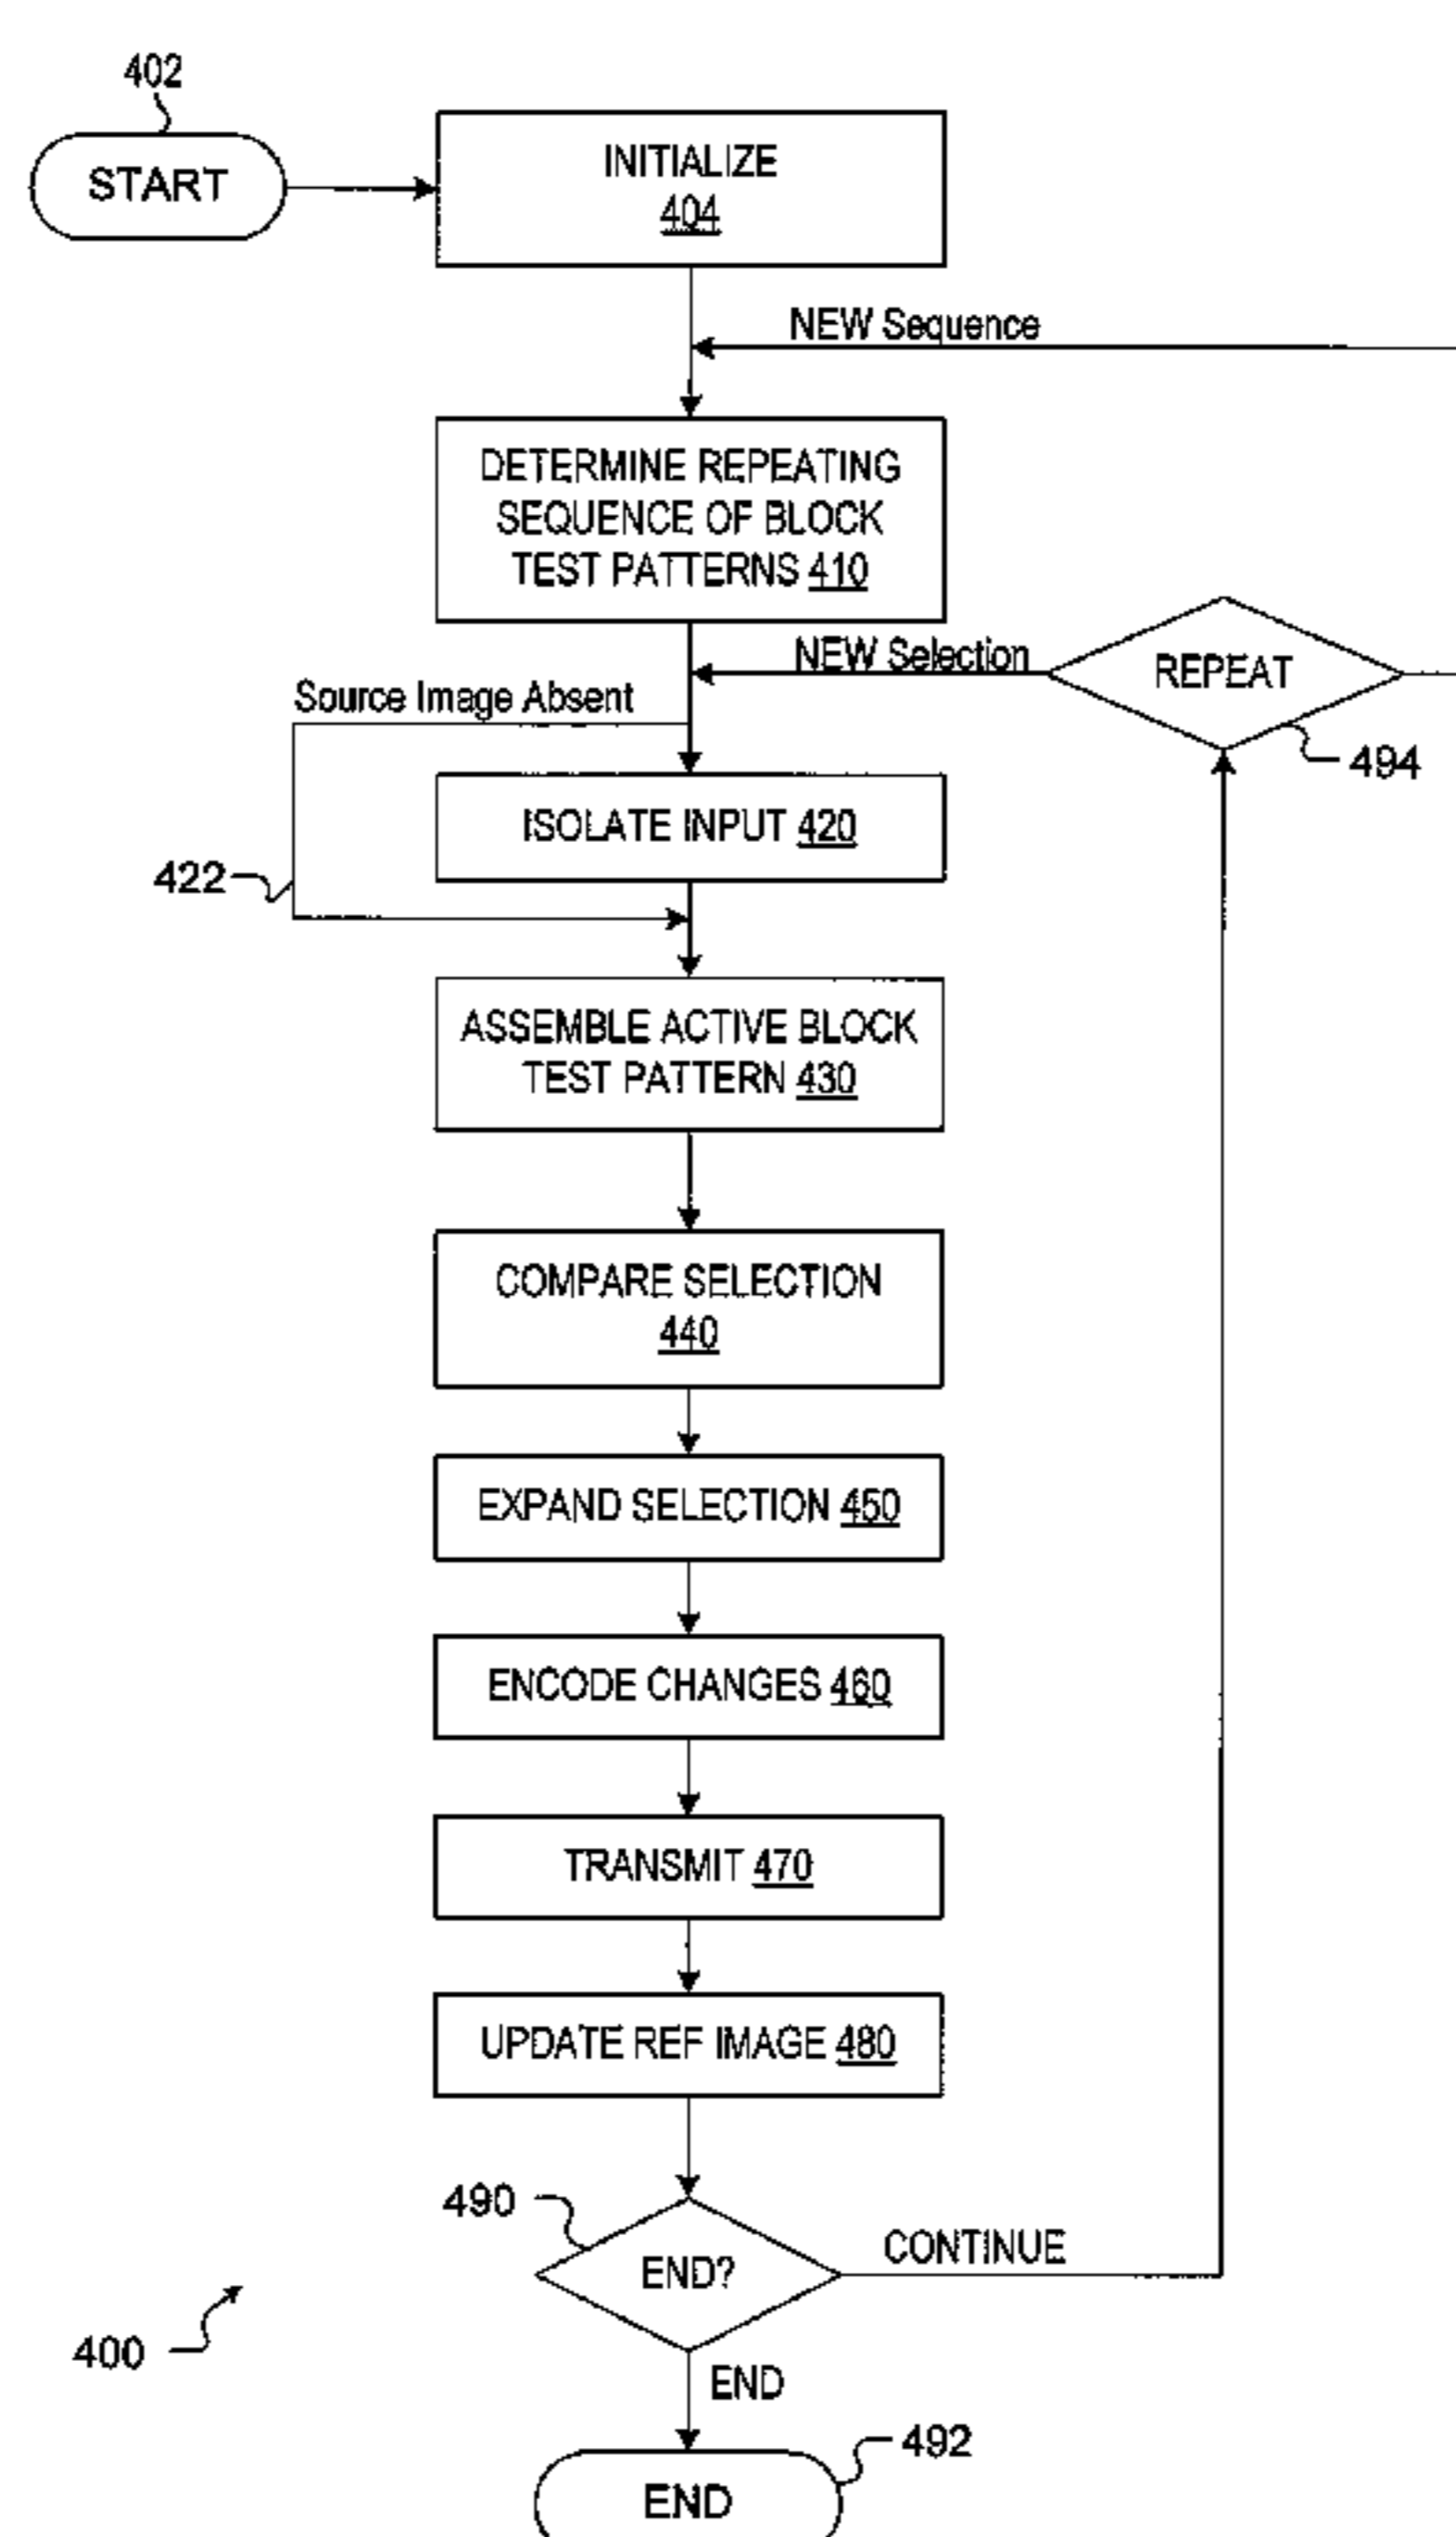 402
START
INITIALIZE
404
NEW Sequence
DETERMINE REPEATING
SEQUENCE OF BLOCK
TEST PATTERNS 410
NEW Selection
REPEAT
494
Source Image Absent
ISOLATE INPUT 420
422
ASSEMBLE ACTIVE BLOCK
TEST PATTERN 430
COMPARE SELECTION
440
EXPAND SELECTION 450
ENCODE CHANGES 460
TRANSMIT 470
UPDATE REF IMAGE 480
490
END?
CONTINUE
400
END
492
END